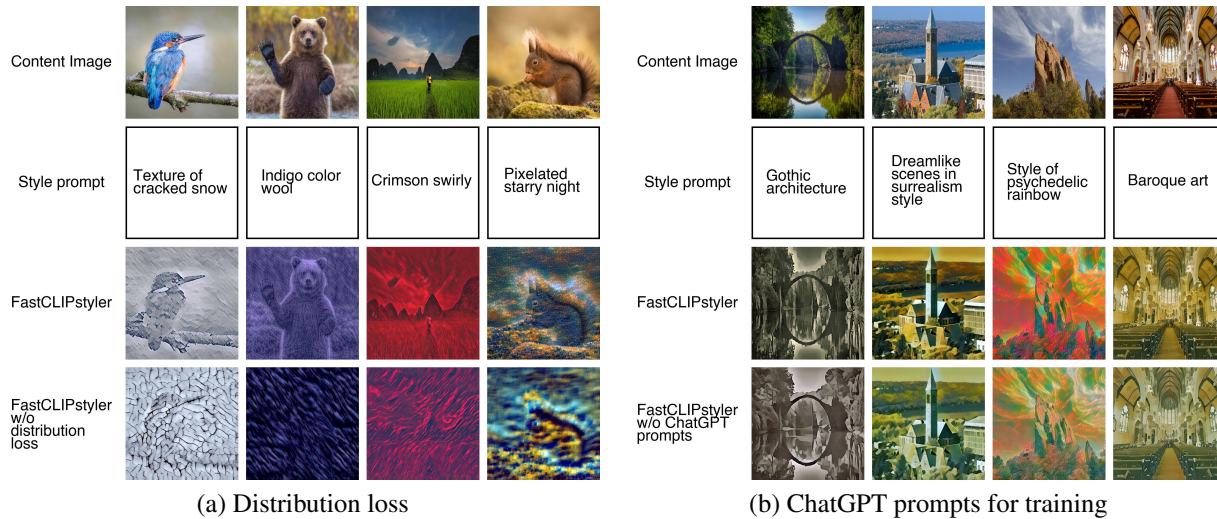 Content Image
Style prompt
Texture of
cracked snow
Indigo color
wool
Crimson swirly
Pixelated
starry night
FastCLIPstyler
FastCLIPstyler
w/o
distribution
loss
(a) Distribution loss
Content Image
Style prompt
Gothic
architecture
Dreamlike
scenes in
surrealism
style
Style of
psychedelic
rainbow
Baroque art
FastCLIPstyler
FastCLIPstyler
w/o ChatGPT
prompts
(b) ChatGPT prompts for training